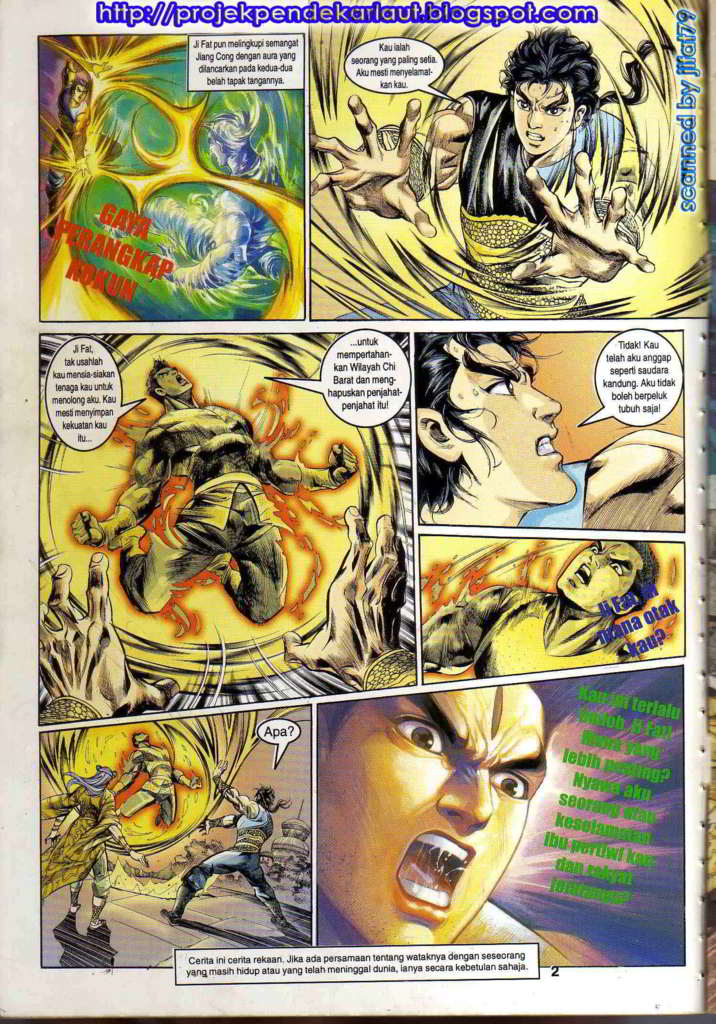 http://projekpendekarlaut.blogspot.com
scanned by jifat79
Ji Fat pun melingkupi semangat
Jiang Cong dengan aura yang
dilancarkan pada kedua-dua
belah tapak tangannya.
GAYA
PERANGKAP
KOKUN
Kau ialah
seorang yang paling setia.
Aku mesti menyelamat-
kan kau.
Ji Fat,
tak usahlah
kau mensia-siakan
tenaga kau untuk
menolong aku. Kau
mesti menyimpan
kekuatan kau
itu...
...untuk
mempertahan-
kan Wilayah Chi
Barat dan meng-
hapuskan penjahat-
penjahat itu!
Tidak! Kau
telah aku anggap
seperti saudara
kandung. Aku tidak
boleh berpeluk
tubuh saja!
Ji Fat,
mana otak
kau?
Apa?
Kau ini terlalu
bodoh, Ji Fat!
Mana yang
lebih penting?
Nyawa aku
seorang atau
keselamatan
ibu pertiwi kau
dan rakyat
jelitanya?
Cerita ini cerita rekaan. Jika ada persamaan tentang wataknya dengan seseorang
yang masih hidup atau yang telah meninggal dunia, ianya secara kebetulan sahaja.
2